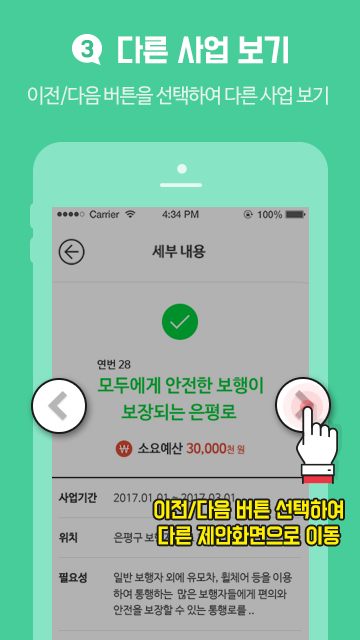 3 다른 사업 보기
이전/다음 버튼을 선택하여 다른 사업 보기
Carrier 4:34 PM 100%
세부 내용
연번 28
모두에게 안전한 보행이
보장되는 은평로
₩ 소요예산 30,000천 원
사업기간 2017.01.01 ~ 2017.03.01
이전/다음 버튼 선택하여
다른 제안화면으로 이동
위치 은평구
필요성 일반 보행자 외에 유모차, 휠체어 등을 이용
하여 통행하는 많은 보행자들에게 편의와
안전을 보장할 수 있는 통행로를 ..